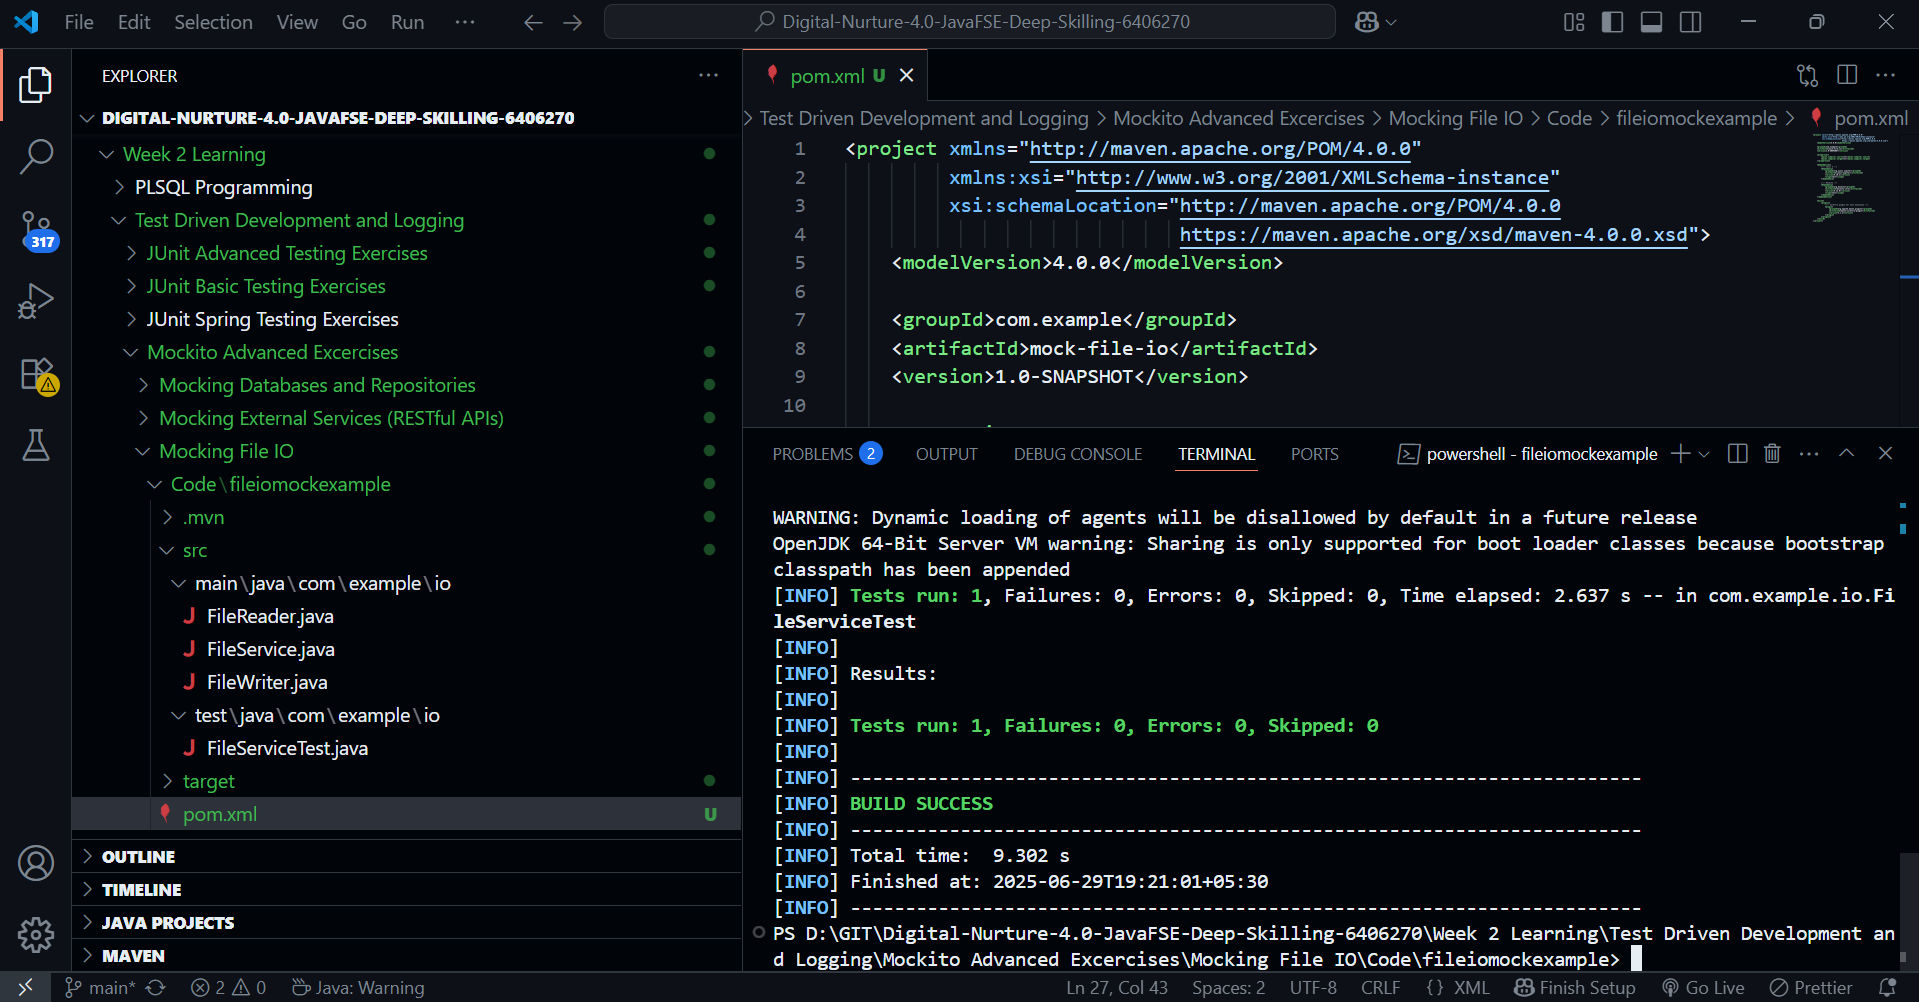 File Edit Selection View Go Run ··· Digital-Nurture-4.0-JavaFSE-Deep-Skilling-6406270
EXPLORER
DIGITAL-NURTURE-4.0-JAVAFSE-DEEP-SKILLING-6406270
Week 2 Learning
PLSQL Programming
Test Driven Development and Logging
JUnit Advanced Testing Exercises
JUnit Basic Testing Exercises
JUnit Spring Testing Exercises
Mockito Advanced Excercises
Mocking Databases and Repositories
Mocking External Services (RESTful APIs)
Mocking File IO
Code\fileiomockexample
.mvn
src
main\java\com\example\io
FileReader.java
FileService.java
FileWriter.java
test\java\com\example\io
FileServiceTest.java
target
pom.xml U
OUTLINE
TIMELINE
JAVA PROJECTS
MAVEN
317
pom.xml U
Test Driven Development and Logging > Mockito Advanced Excercises > Mocking File IO > Code > fileiomockexample > pom.xml
1 <project xmlns="http://maven.apache.org/POM/4.0.0"
2 xmlns:xsi="http://www.w3.org/2001/XMLSchema-instance"
3 xsi:schemaLocation="http://maven.apache.org/POM/4.0.0
4 https://maven.apache.org/xsd/maven-4.0.0.xsd">
5 <modelVersion>4.0.0</modelVersion>
6
7 <groupId>com.example</groupId>
8 <artifactId>mock-file-io</artifactId>
9 <version>1.0-SNAPSHOT</version>
10
PROBLEMS 2 OUTPUT DEBUG CONSOLE TERMINAL PORTS powershell - fileiomockexample
WARNING: Dynamic loading of agents will be disallowed by default in a future release
OpenJDK 64-Bit Server VM warning: Sharing is only supported for boot loader classes because bootstrap
classpath has been appended
[INFO] Tests run: 1, Failures: 0, Errors: 0, Skipped: 0, Time elapsed: 2.637 s -- in com.example.io.Fi
leServiceTest
[INFO]
[INFO] Results:
[INFO]
[INFO] Tests run: 1, Failures: 0, Errors: 0, Skipped: 0
[INFO]
[INFO] ------------------------------------------------------------------------
[INFO] BUILD SUCCESS
[INFO] ------------------------------------------------------------------------
[INFO] Total time:  9.302 s
[INFO] Finished at: 2025-06-29T19:21:01+05:30
[INFO] ------------------------------------------------------------------------
PS D:\GIT\Digital-Nurture-4.0-JavaFSE-Deep-Skilling-6406270\Week 2 Learning\Test Driven Development an
d Logging\Mockito Advanced Excercises\Mocking File IO\Code\fileiomockexample>
main* 2 0 Java: Warning Ln 27, Col 43 Spaces: 2 UTF-8 CRLF {} XML Finish Setup Go Live Prettier